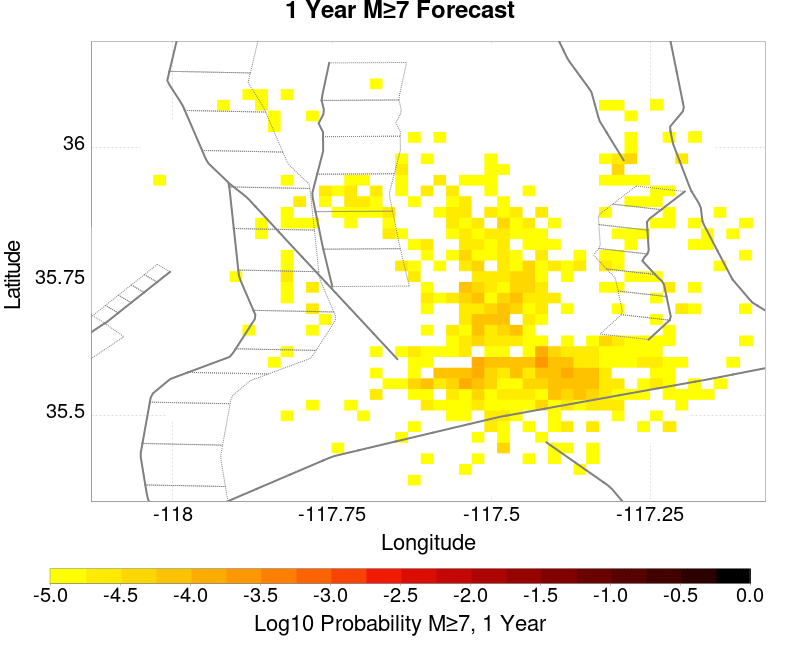 1 Year M≥7 Forecast
36
35.75
35.5
Latitude
-118 -117.75 -117.5 -117.25
Longitude
-5.0 -4.5 -4.0 -3.5 -3.0 -2.5 -2.0 -1.5 -1.0 -0.5 0.0
Log10 Probability M≥7, 1 Year